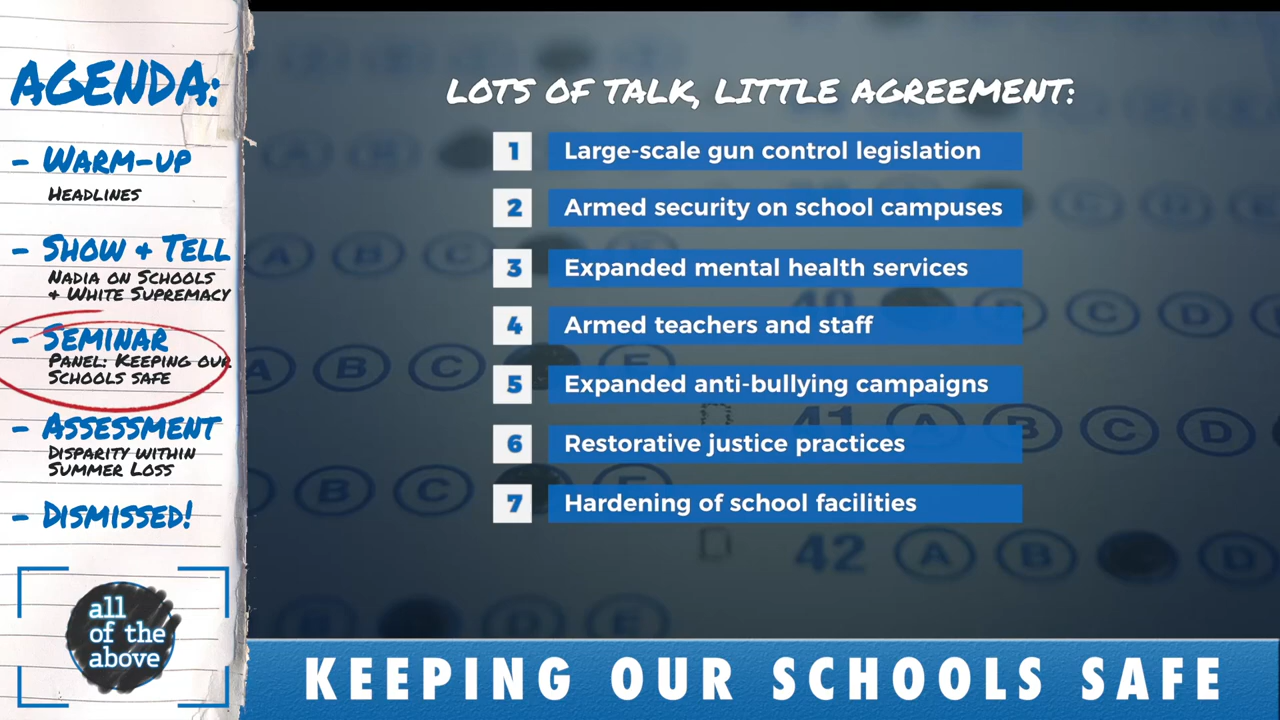 AGENDA:
- WARM-UP
HEADLINES
- SHOW + TELL
NADIA ON SCHOOLS
+ WHITE SUPREMACY
- SEMINAR
PANEL: KEEPING OUR
SCHOOLS SAFE
- ASSESSMENT
DISPARITY WITHIN
SUMMER LOSS
- DISMISSED!
all
of the
above
LOTS OF TALK, LITTLE AGREEMENT:
1 Large-scale gun control legislation
2 Armed security on school campuses
3 Expanded mental health services
4 Armed teachers and staff
5 Expanded anti-bullying campaigns
6 Restorative justice practices
7 Hardening of school facilities
40 B C D
A B C E
41 A B C D
B C
42 A B D
KEEPING OUR SCHOOLS SAFE